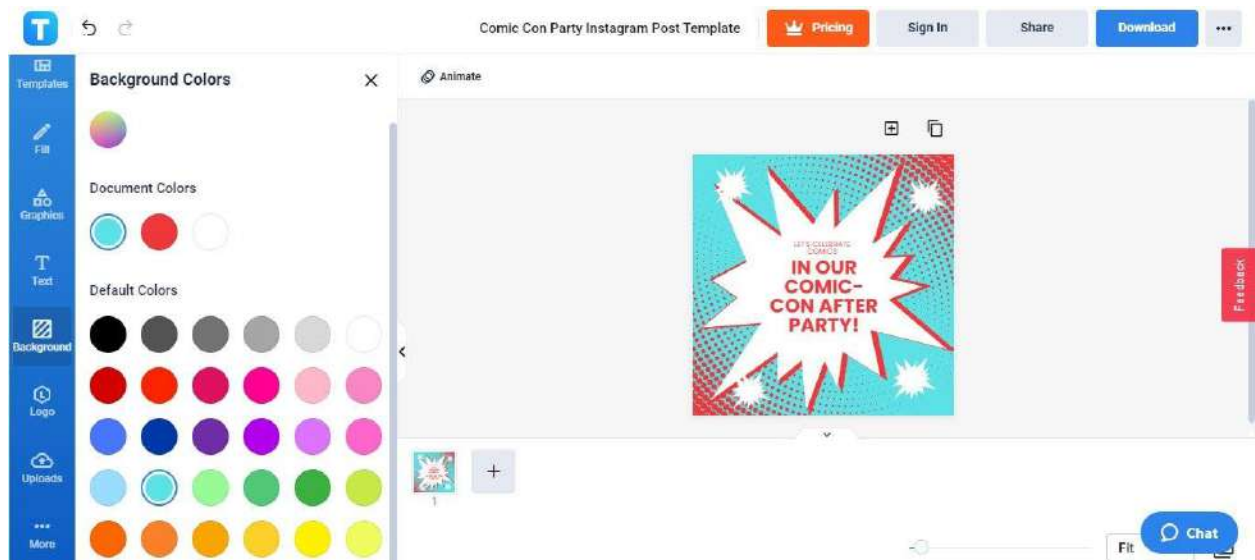 T
Comic Con Party Instagram Post Template
Pricing
Sign In
Share
Download
Templates
Fill
Graphics
Text
Background
Logo
Uploads
More
Background Colors
Document Colors
Default Colors
Animate
LET'S CELEBRATE
COMICS
IN OUR
COMIC-
CON AFTER
PARTY!
1
Feedback
Fit
Chat